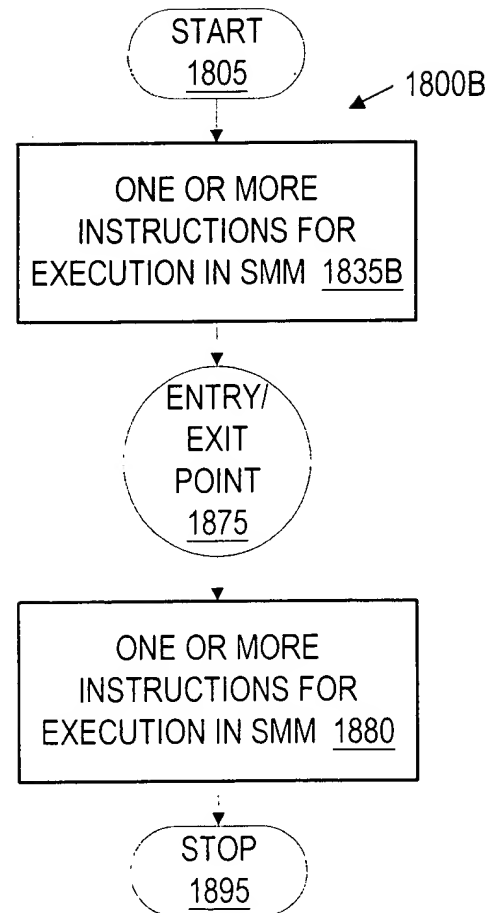 START
1805
1800B
ONE OR MORE
INSTRUCTIONS FOR
EXECUTION IN SMM 1835B
ENTRY/
EXIT
POINT
1875
ONE OR MORE
INSTRUCTIONS FOR
EXECUTION IN SMM 1880
STOP
1895